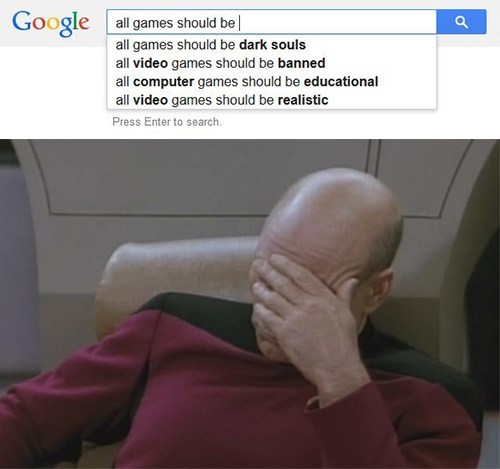 Google
all games should be
all games should be dark souls
all video games should be banned
all computer games should be educational
all video games should be realistic
Press Enter to search.